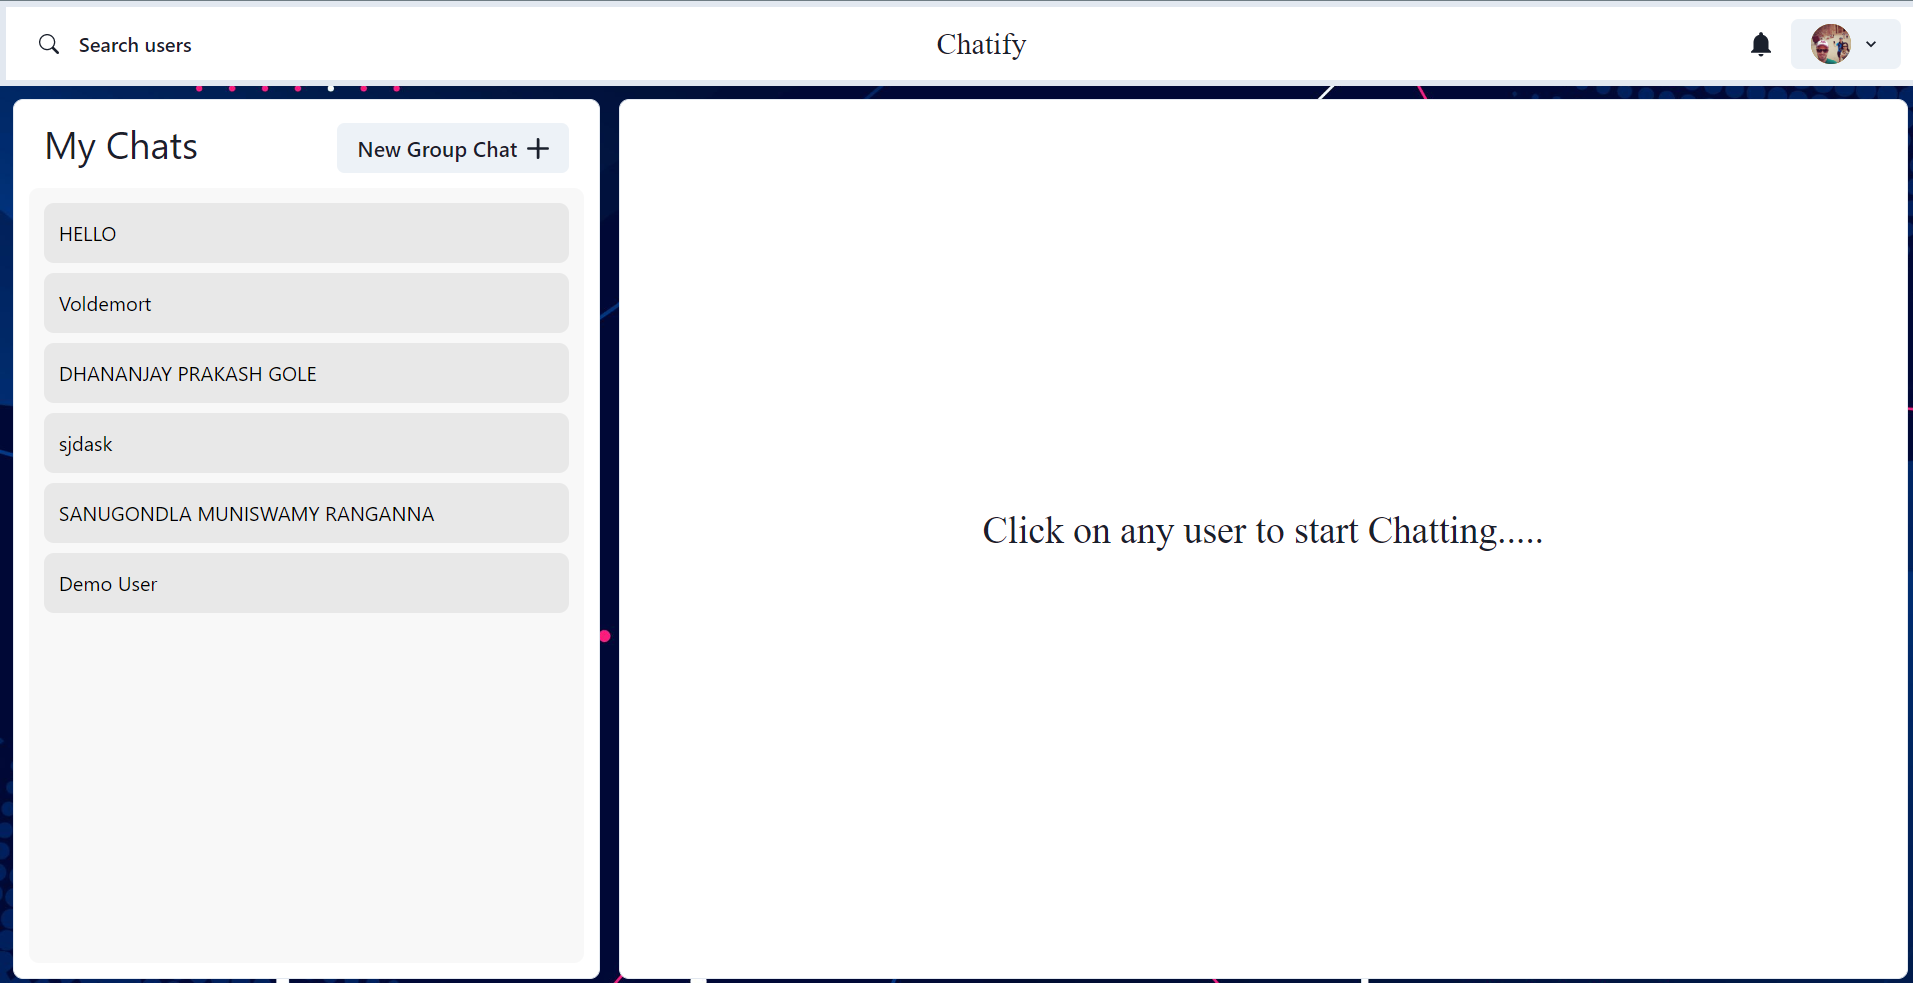 Search users
Chatify
My Chats
New Group Chat
HELLO
Voldemort
DHANANJAY PRAKASH GOLE
sjdask
SANUGONDLA MUNISWAMY RANGANNA
Demo User
Click on any user to start Chatting.....